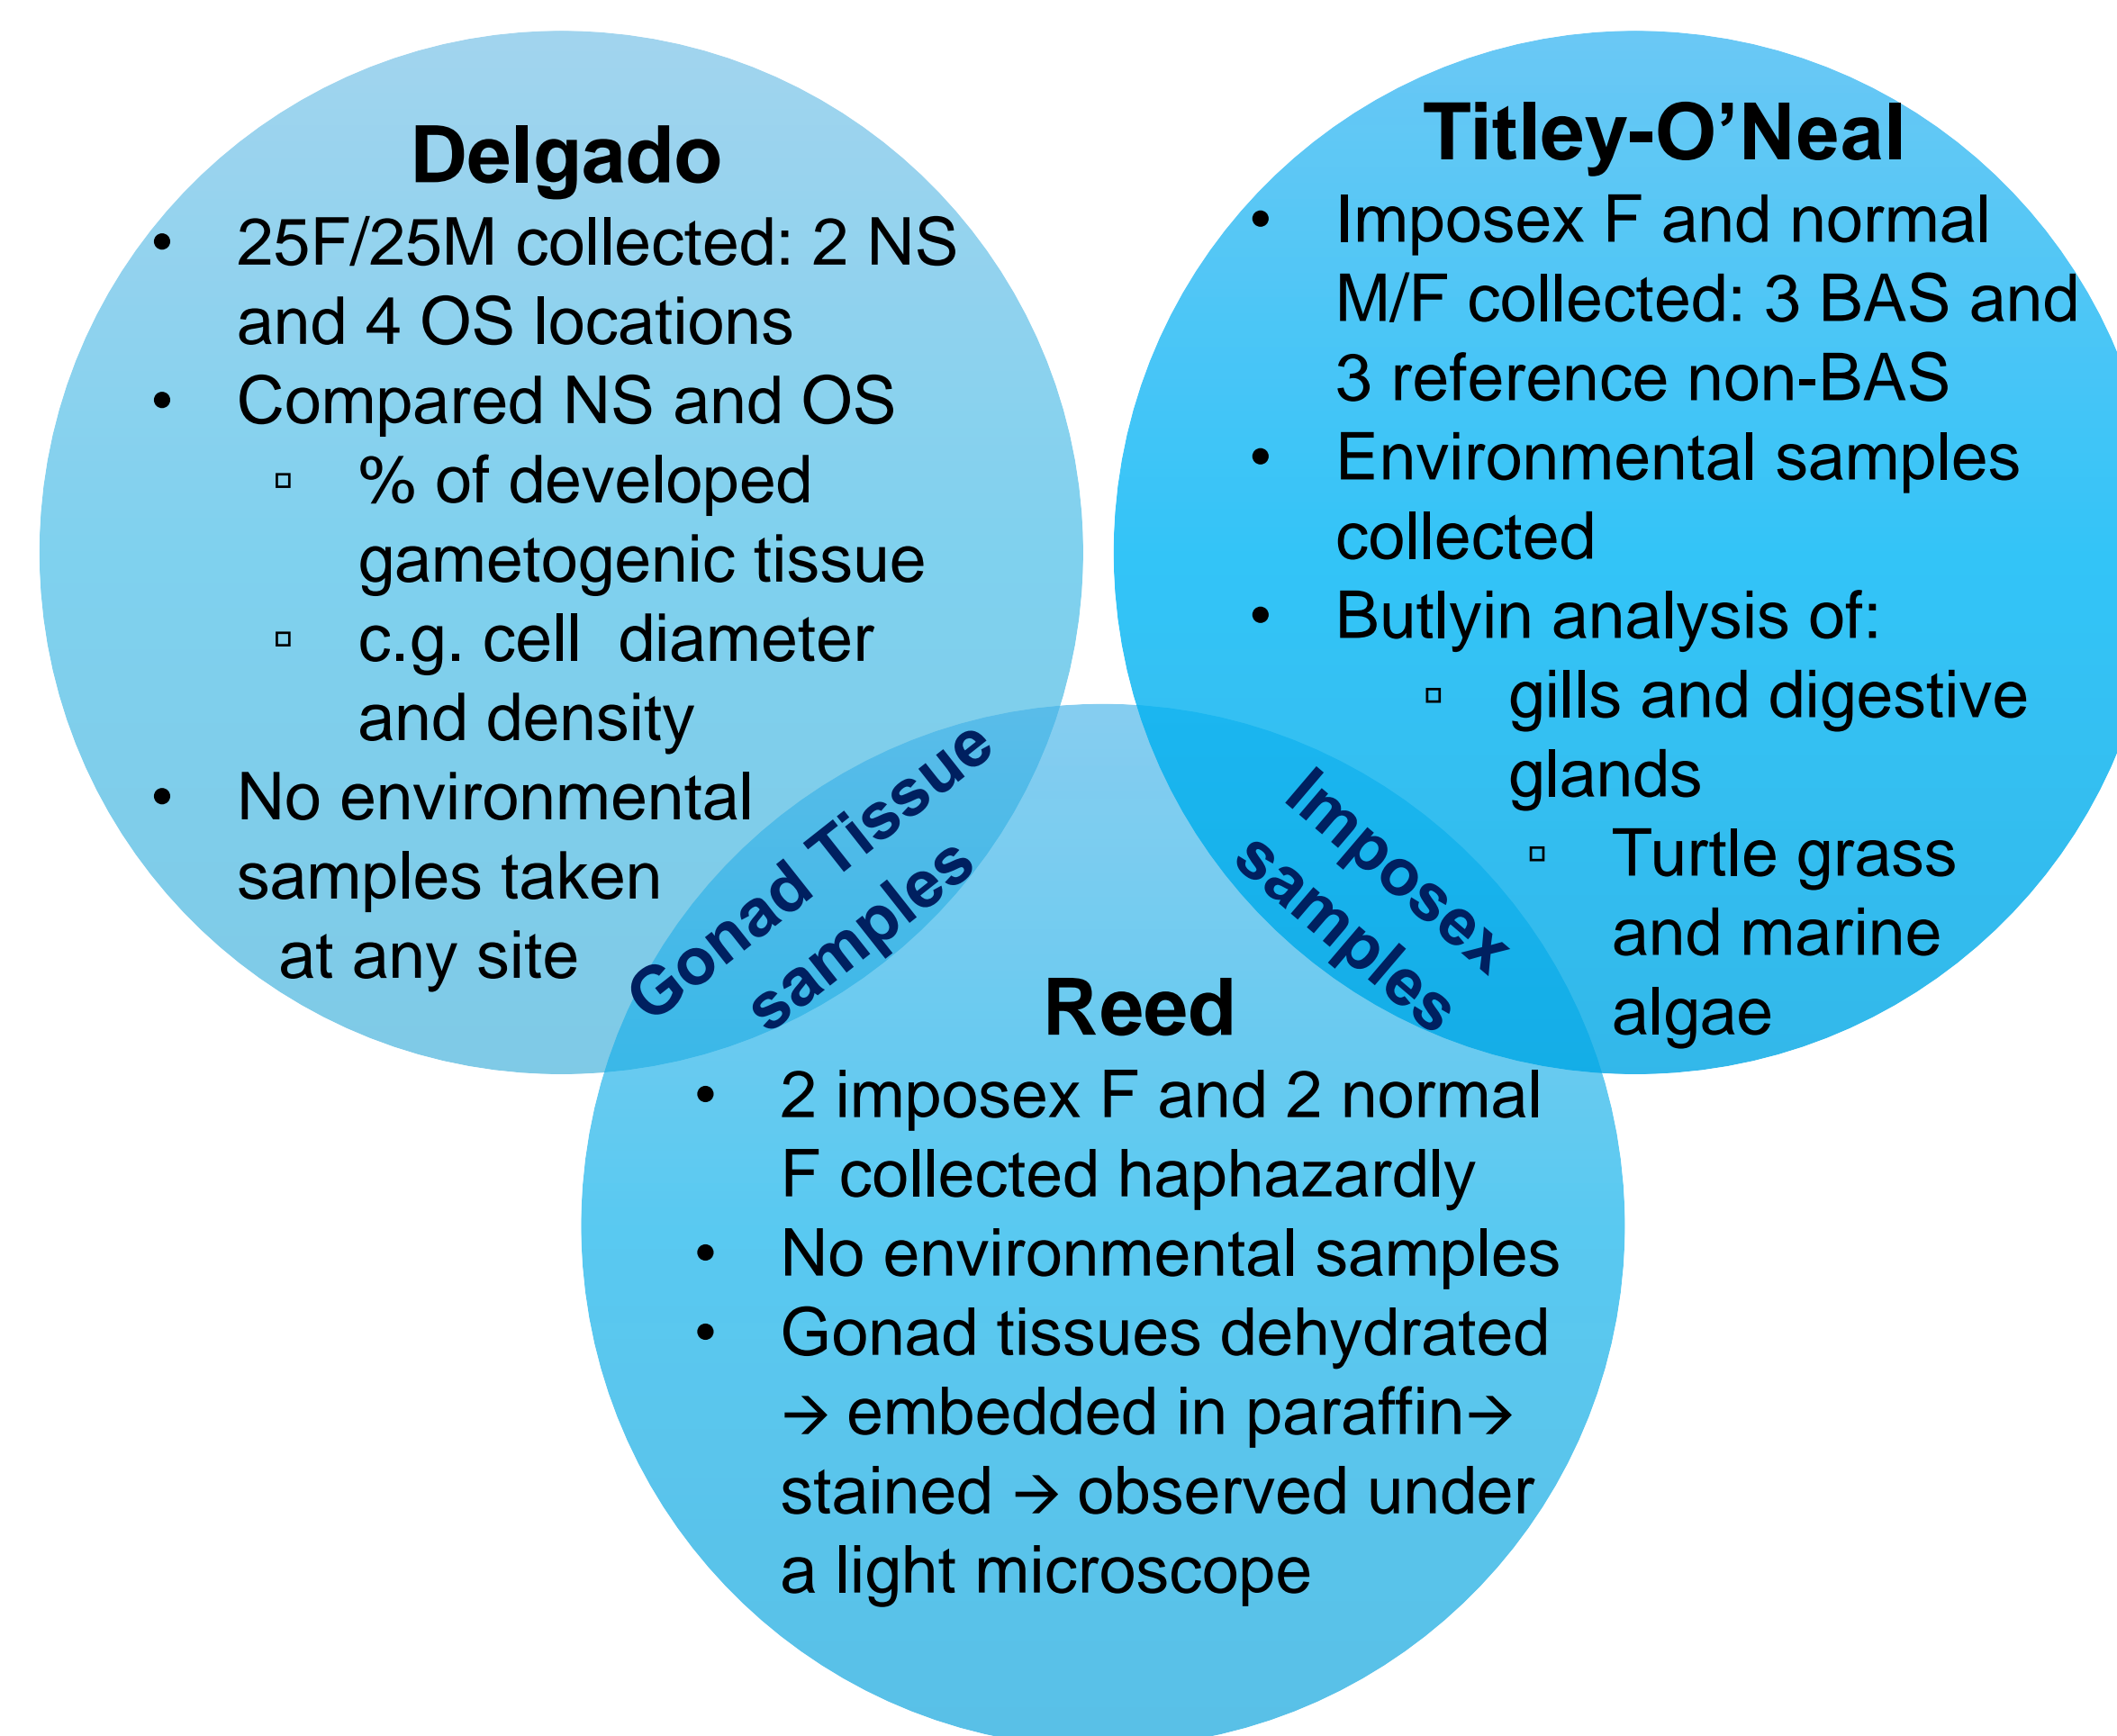 Delgado
• 25F/25M collected: 2 NS
and 4 OS locations
• Compared NS and OS
▫ % of developed
gametogenic tissue
▫ c.g. cell diameter
and density
• No environmental
samples taken
at any site
Titley-O’Neal
• Imposex F and normal
M/F collected: 3 BAS and
3 reference non-BAS
• Environmental samples
collected
• Butlyin analysis of:
▫ gills and digestive
glands
▫ Turtle grass
and marine
algae
Gonad Tissue
samples
Imposex
samples
Reed
• 2 imposex F and 2 normal
F collected haphazardly
• No environmental samples
• Gonad tissues dehydrated
→ embedded in paraffin→
stained → observed under
a light microscope